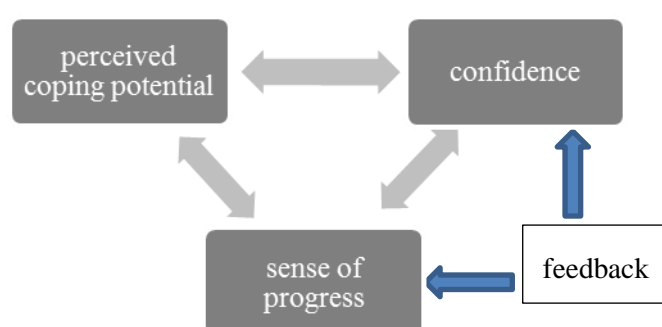 perceived
coping potential
confidence
sense of
progress
feedback